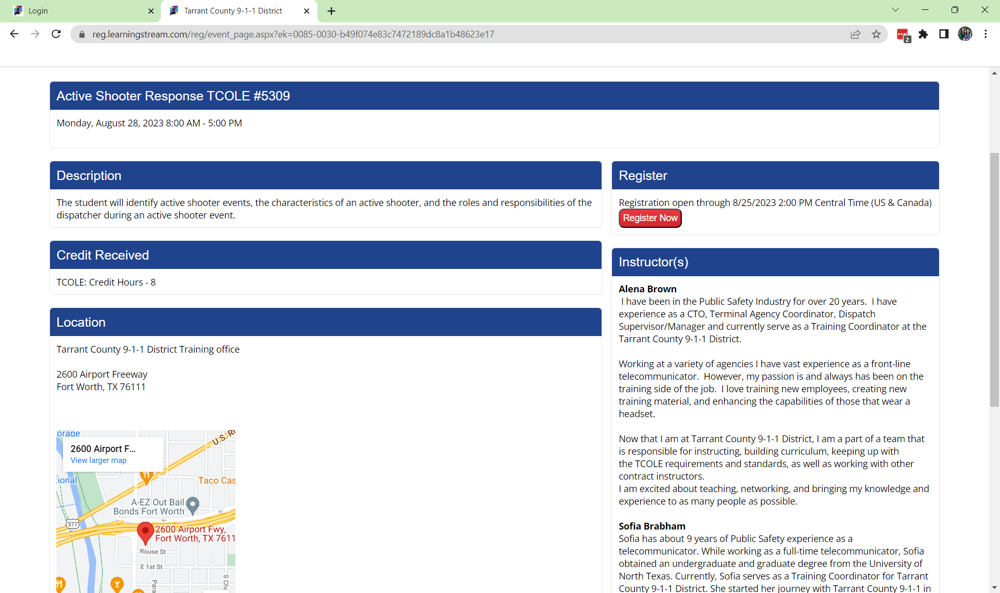 Login
Tarrant County 9-1-1 District
reg.learningstream.com/reg/event_page.aspx?ek=0085-0030-b49f074e83c7472189dc8a1b48623e17
2
Active Shooter Response TCOLE #5309
Monday, August 28, 2023 8:00 AM - 5:00 PM
Description
The student will identify active shooter events, the characteristics of an active shooter, and the roles and responsibilities of the
dispatcher during an active shooter event.
Credit Received
TCOLE: Credit Hours - 8
Location
Tarrant County 9-1-1 District Training office
2600 Airport Freeway
Fort Worth, TX 76111
orage
2600 Airport F...
View larger map
U.S. R
ional
Taco Cas
A-EZ Out Bail
Bonds Fort Worth
377
2600 Airport Fwy,
Fort Worth, TX 7611
Rouse St
E 1st St
Para
S Cha
Register
Registration open through 8/25/2023 2:00 PM Central Time (US & Canada)
Register Now
Instructor(s)
Alena Brown
I have been in the Public Safety Industry for over 20 years.  I have
experience as a CTO, Terminal Agency Coordinator, Dispatch
Supervisor/Manager and currently serve as a Training Coordinator at the
Tarrant County 9-1-1 District.
Working at a variety of agencies I have vast experience as a front-line
telecommunicator.  However, my passion is and always has been on the
training side of the job.  I love training new employees, creating new
training material, and enhancing the capabilities of those that wear a
headset.
Now that I am at Tarrant County 9-1-1 District, I am a part of a team that
is responsible for instructing, building curriculum, keeping up with
the TCOLE requirements and standards, as well as working with other
contract instructors.
I am excited about teaching, networking, and bringing my knowledge and
experience to as many people as possible.
Sofia Brabham
Sofia has about 9 years of Public Safety experience as a
telecommunicator. While working as a full-time telecommunicator, Sofia
obtained an undergraduate and graduate degree from the University of
North Texas. Currently, Sofia serves as a Training Coordinator for Tarrant
County 9-1-1 District. She started her journey with Tarrant County 9-1-1 in